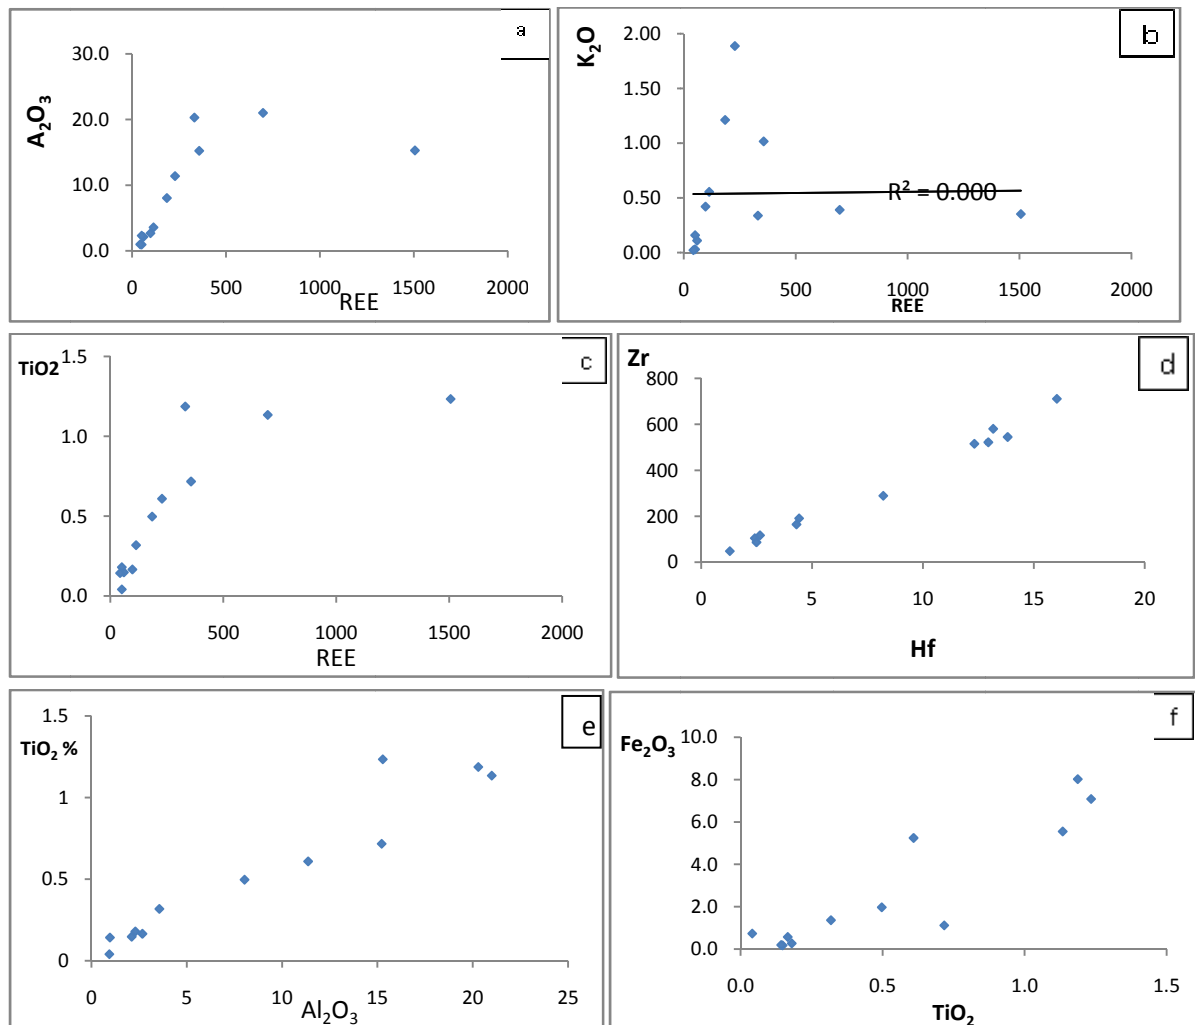 a
30.0
20.0
10.0
0.0
A₂O₃
0 500 1000 1500 2000
REE
b
K₂O
2.00
1.50
1.00
0.50
0.00
R² = 0.000
0 500 1000 1500 2000
REE
c
TiO2
1.5
1.0
0.5
0.0
0 500 1000 1500 2000
REE
d
Zr
800
600
400
200
0
0 5 10 15 20
Hf
e
1.5
TiO₂ %
1
0.5
0
0 5 10 15 20 25
Al₂O₃
f
Fe₂O₃
10.0
8.0
6.0
4.0
2.0
0.0
0.0 0.5 1.0 1.5
TiO₂